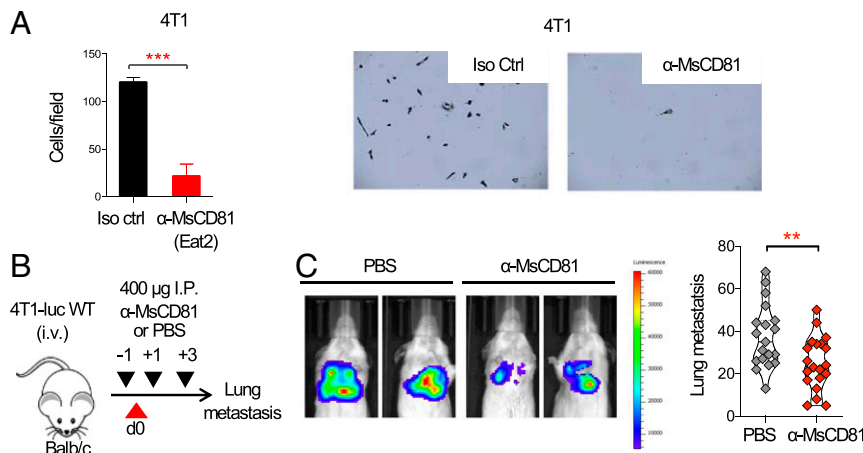 A
4T1
***
150
100
50
0
Cells/field
Iso ctrl
α-MsCD81
(Eat2)
4T1
Iso Ctrl
α-MsCD81
B
4T1-luc WT
(i.v.)
400 µg I.P.
α-MsCD81
or PBS
-1 +1 +3
d0
Lung
metastasis
Balb/c
C
PBS
α-MsCD81
Luminescence
60000
50000
40000
30000
20000
10000
**
80
60
40
20
0
Lung metastatsis
PBS
α-MsCD81